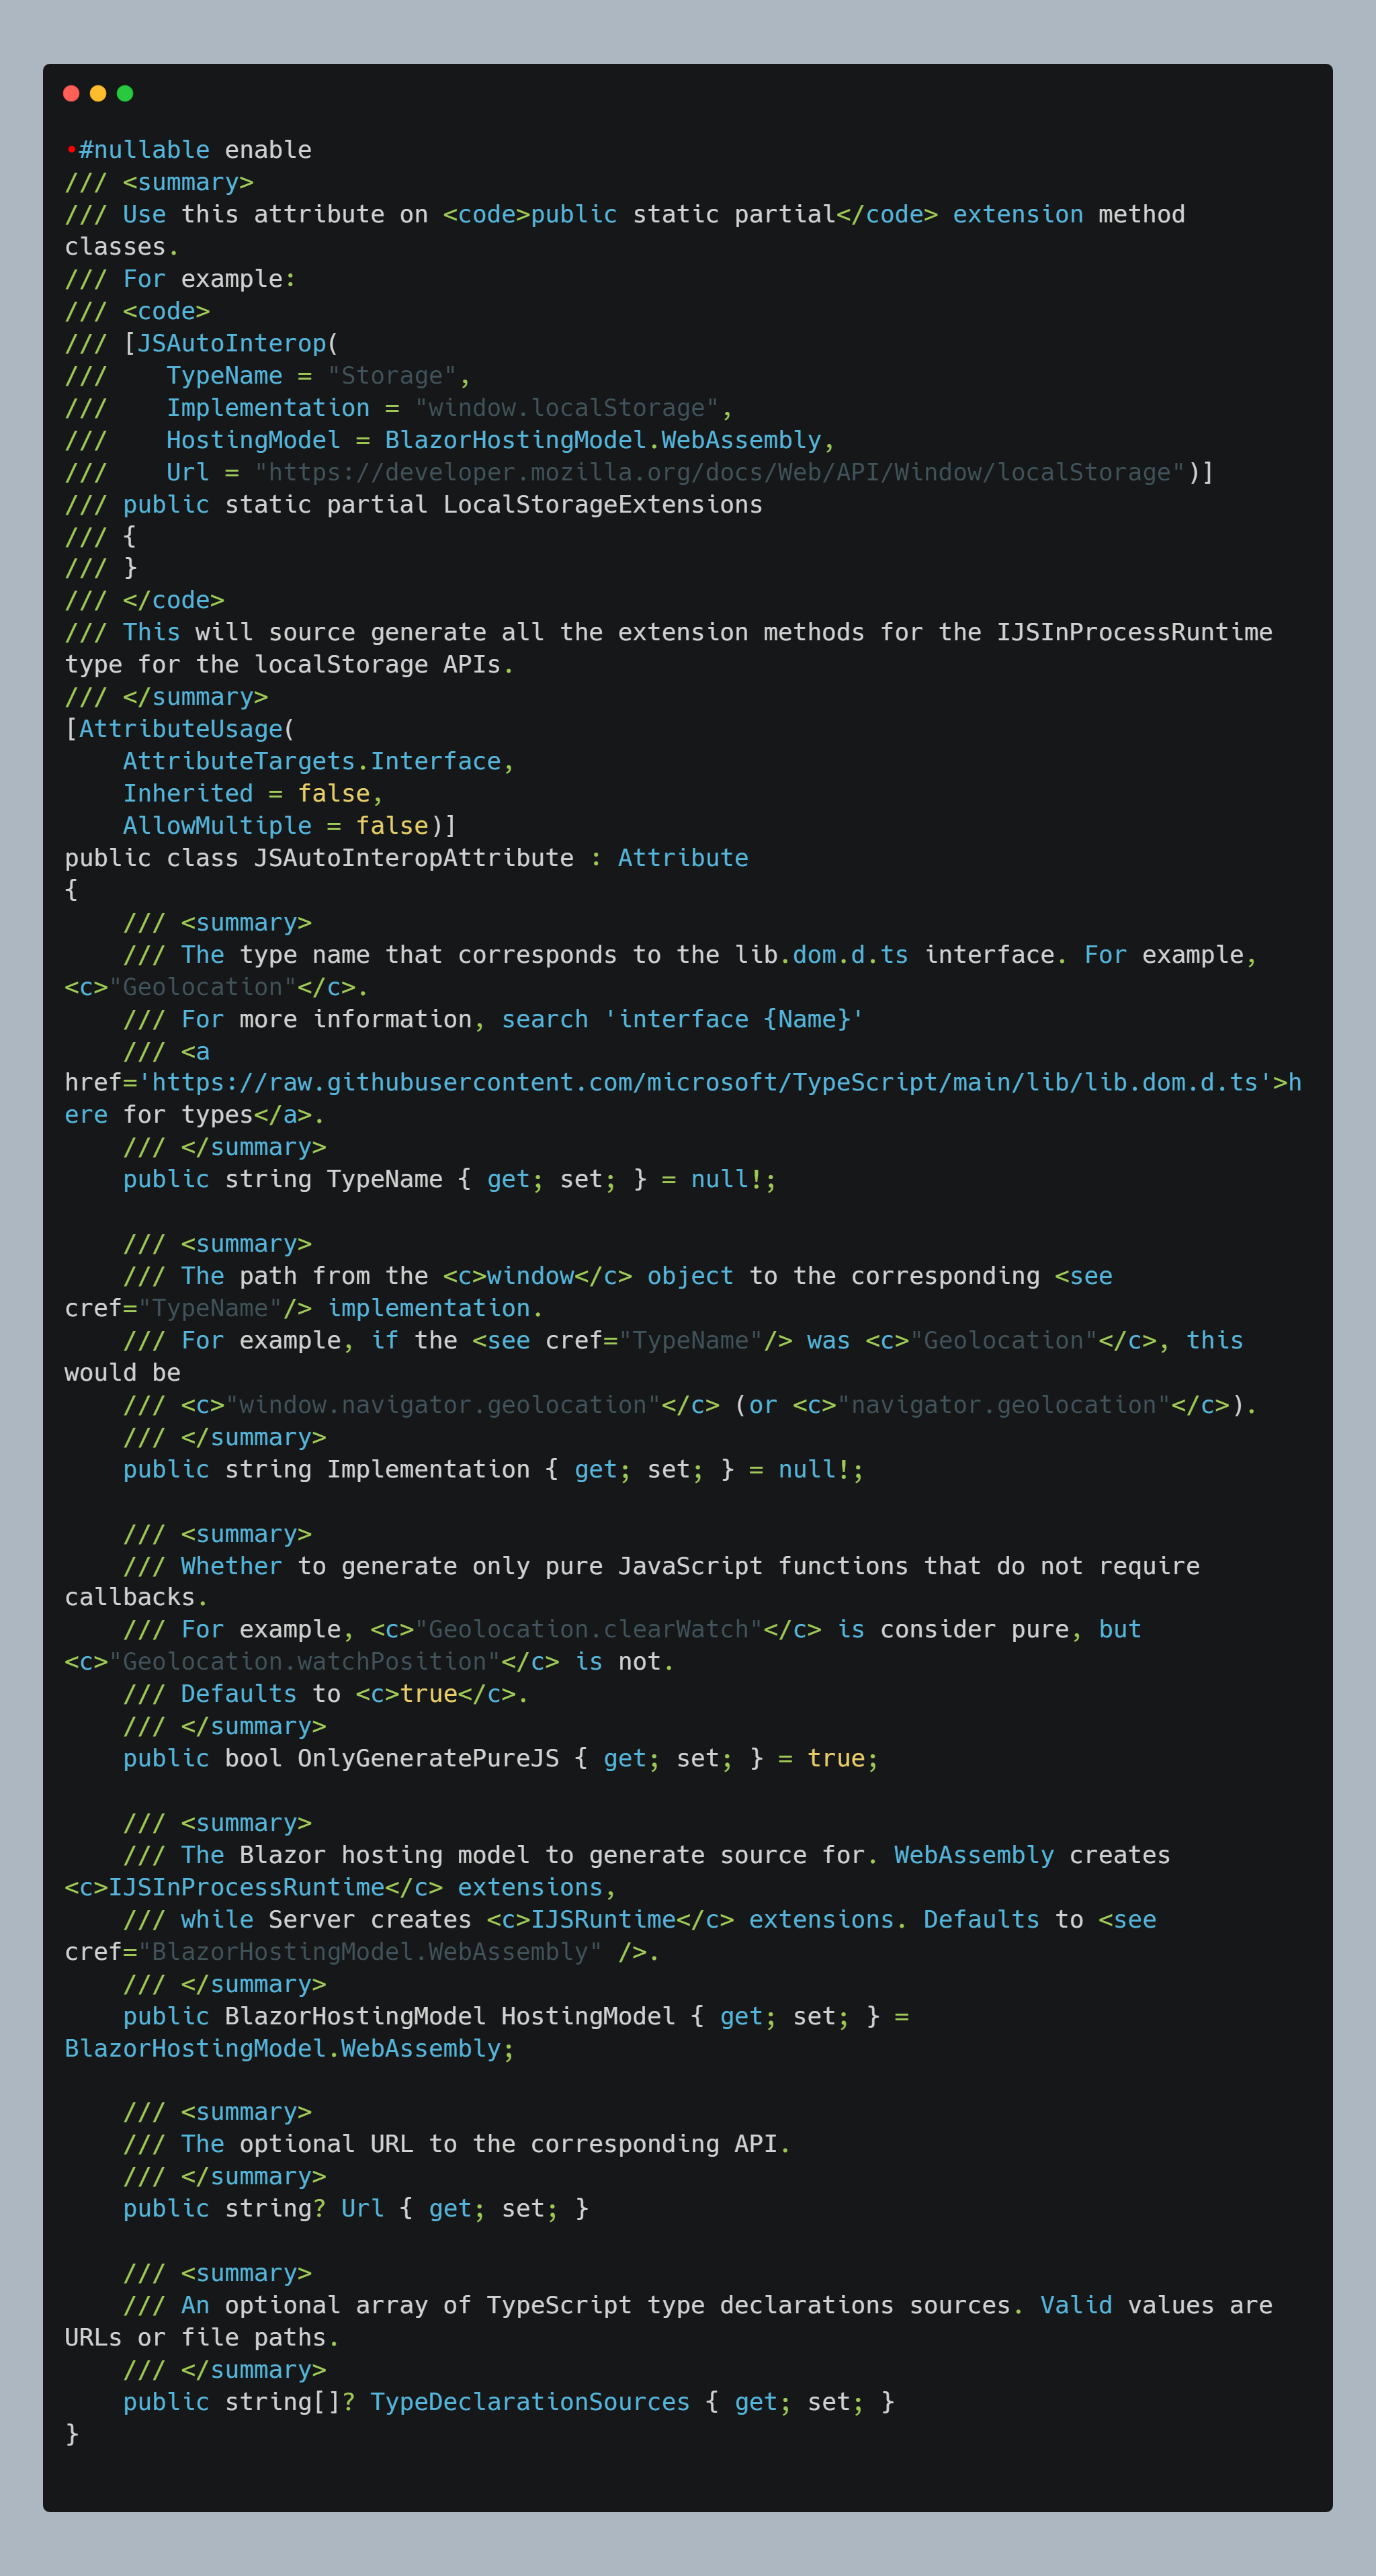 •#nullable enable
/// <summary>
/// Use this attribute on <code>public static partial</code> extension method
classes.
/// For example:
/// <code>
/// [JSAutoInterop(
///    TypeName = "Storage",
///    Implementation = "window.localStorage",
///    HostingModel = BlazorHostingModel.WebAssembly,
///    Url = "https://developer.mozilla.org/docs/Web/API/Window/localStorage")]
/// public static partial LocalStorageExtensions
/// {
/// }
/// </code>
/// This will source generate all the extension methods for the IJSInProcessRuntime
type for the localStorage APIs.
/// </summary>
[AttributeUsage(
    AttributeTargets.Interface,
    Inherited = false,
    AllowMultiple = false)]
public class JSAutoInteropAttribute : Attribute
{
    /// <summary>
    /// The type name that corresponds to the lib.dom.d.ts interface. For example,
<c>"Geolocation"</c>.
    /// For more information, search 'interface {Name}'
    /// <a
href='https://raw.githubusercontent.com/microsoft/TypeScript/main/lib/lib.dom.d.ts'>h
ere for types</a>.
    /// </summary>
    public string TypeName { get; set; } = null!;

    /// <summary>
    /// The path from the <c>window</c> object to the corresponding <see
cref="TypeName"/> implementation.
    /// For example, if the <see cref="TypeName"/> was <c>"Geolocation"</c>, this
would be
    /// <c>"window.navigator.geolocation"</c> (or <c>"navigator.geolocation"</c>).
    /// </summary>
    public string Implementation { get; set; } = null!;

    /// <summary>
    /// Whether to generate only pure JavaScript functions that do not require
callbacks.
    /// For example, <c>"Geolocation.clearWatch"</c> is consider pure, but
<c>"Geolocation.watchPosition"</c> is not.
    /// Defaults to <c>true</c>.
    /// </summary>
    public bool OnlyGeneratePureJS { get; set; } = true;

    /// <summary>
    /// The Blazor hosting model to generate source for. WebAssembly creates
<c>IJSInProcessRuntime</c> extensions,
    /// while Server creates <c>IJSRuntime</c> extensions. Defaults to <see
cref="BlazorHostingModel.WebAssembly" />.
    /// </summary>
    public BlazorHostingModel HostingModel { get; set; } =
BlazorHostingModel.WebAssembly;

    /// <summary>
    /// The optional URL to the corresponding API.
    /// </summary>
    public string? Url { get; set; }

    /// <summary>
    /// An optional array of TypeScript type declarations sources. Valid values are
URLs or file paths.
    /// </summary>
    public string[]? TypeDeclarationSources { get; set; }
}